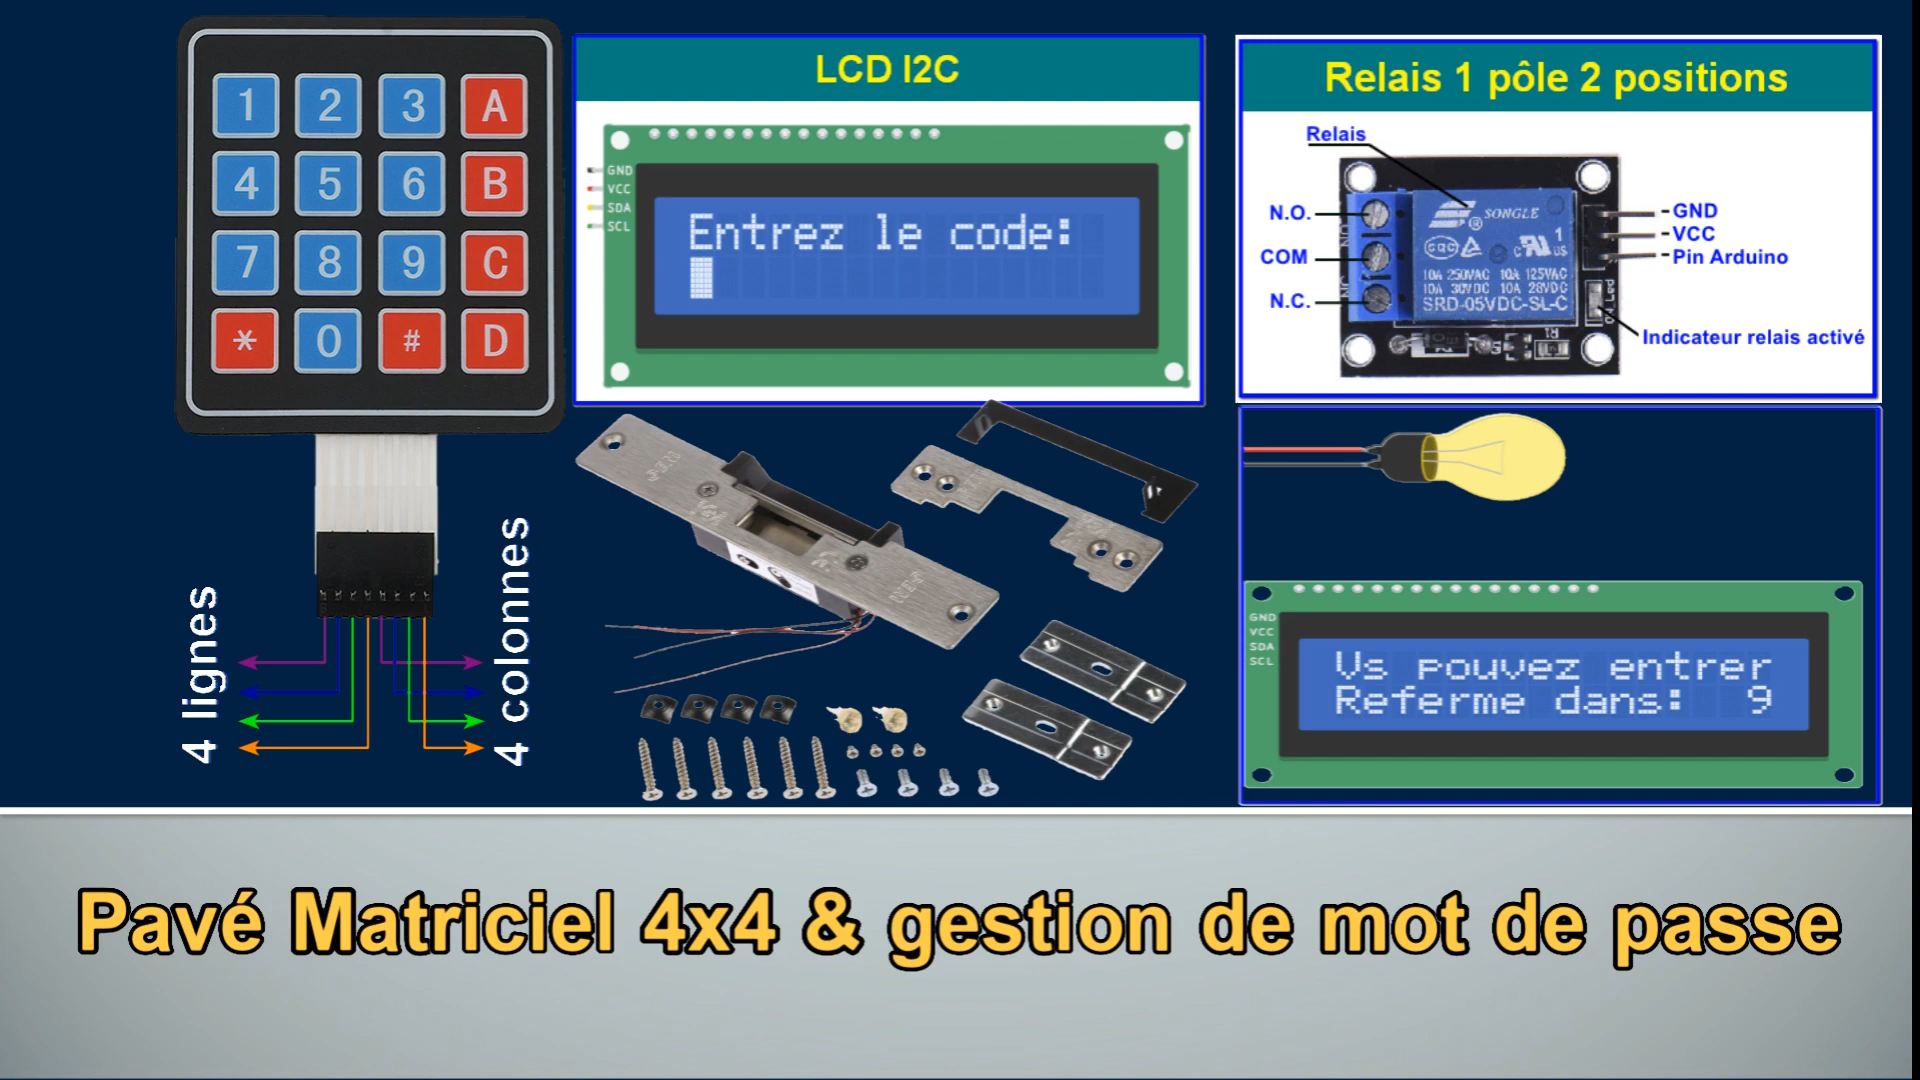 1 2 3 A
4 5 6 B
7 8 9 C
* 0 # D
4 lignes
4 colonnes
LCD I2C
GND
VCC
SDA
SCL
Entrez le code:
Relais 1 pôle 2 positions
Relais
N.O.
COM
N.C.
SONGLE
10A 250VAC 10A 125VAC
10A 30VDC 10A 28VDC
SRD-05VDC-SL-C
R1
-GND
-VCC
-Pin Arduino
Indicateur relais activé
GND
VCC
SDA
SCL
Vs pouvez entrer
Referme dans: 9
Pavé Matriciel 4x4 & gestion de mot de passe